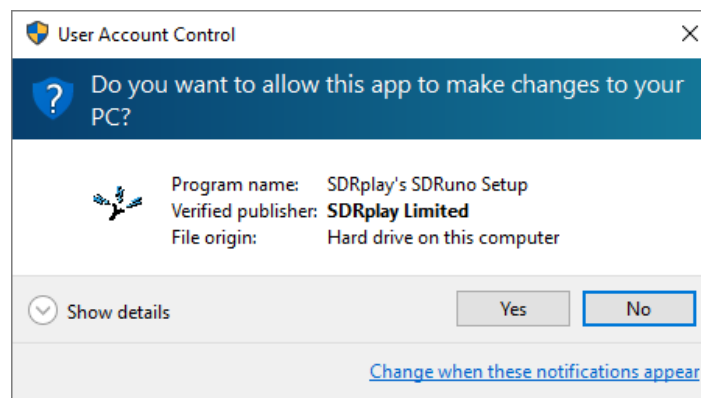 User Account Control
Do you want to allow this app to make changes to your
PC?
Program name: SDRplay's SDRuno Setup
Verified publisher: SDRplay Limited
File origin: Hard drive on this computer
Show details
Yes
No
Change when these notifications appear